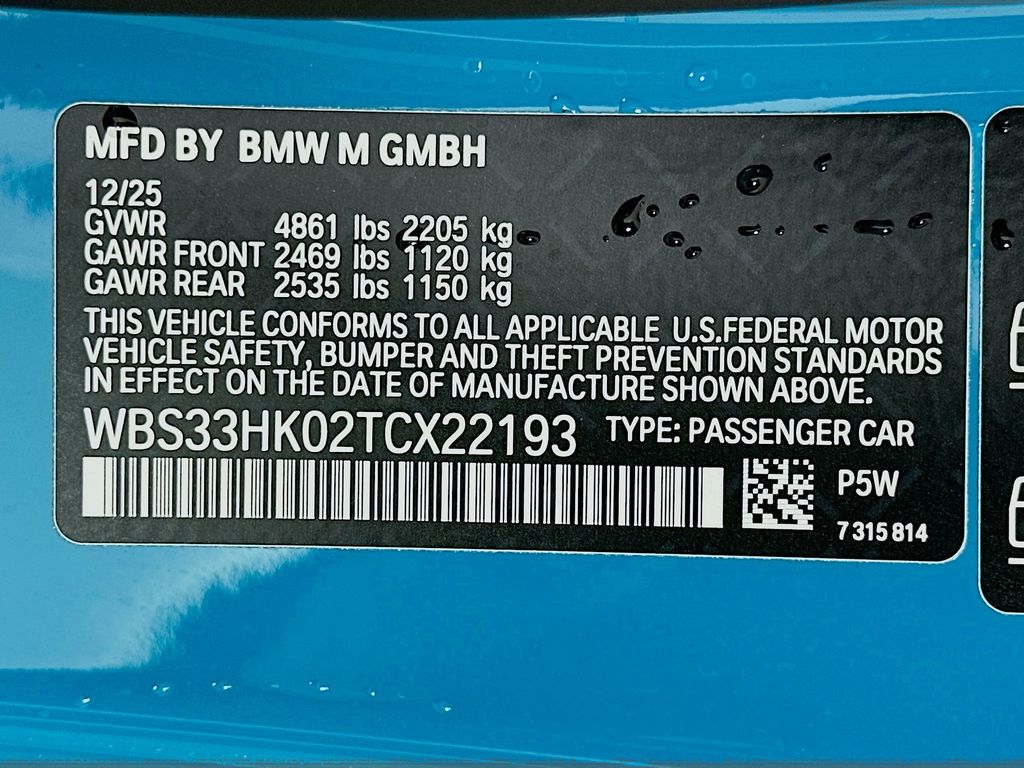 MFD BY BMW M GMBH
12/25
GVWR 4861 lbs 2205 kg
GAWR FRONT 2469 lbs 1120 kg
GAWR REAR 2535 lbs 1150 kg
THIS VEHICLE CONFORMS TO ALL APPLICABLE U.S.FEDERAL MOTOR
VEHICLE SAFETY, BUMPER AND THEFT PREVENTION STANDARDS
IN EFFECT ON THE DATE OF MANUFACTURE SHOWN ABOVE.
WBS33HK02TCX22193 TYPE: PASSENGER CAR
P5W
7 315 814